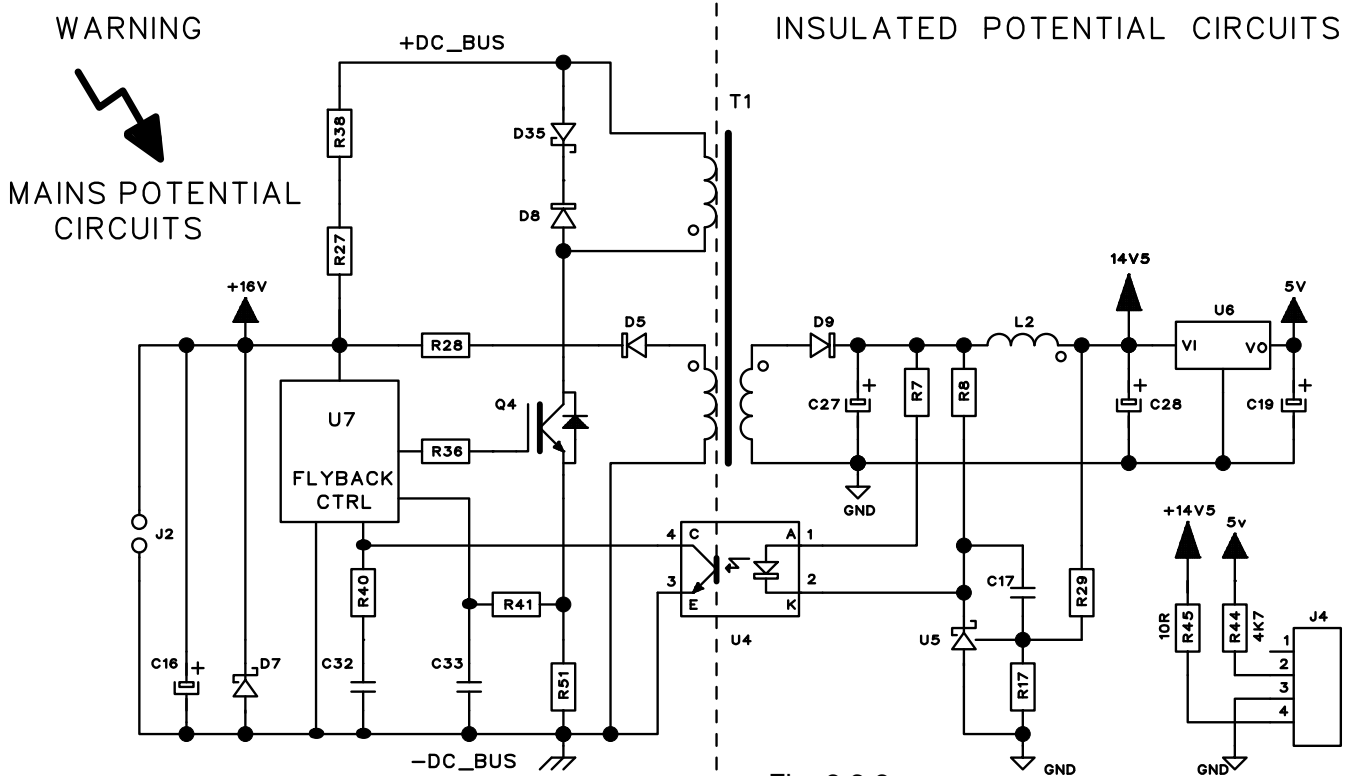 WARNING
INSULATED POTENTIAL CIRCUITS
+DC_BUS
T1
R38
D35
MAINS POTENTIAL
CIRCUITS
D8
R27
14V5
+16V
5V
D5
D9
L2
U6
R28
VI
VO
R7
R8
C27
+
C28
+
C19
+
U7
Q4
R36
FLYBACK
CTRL
GND
+14V5
5v
J2
4
C
A
1
3
E
K
2
U4
R40
R41
C17
R29
U5
10R
R45
R44
4K7
J4
1
2
3
4
C16
+
D7
C32
C33
R51
R17
-DC_BUS
GND
GND